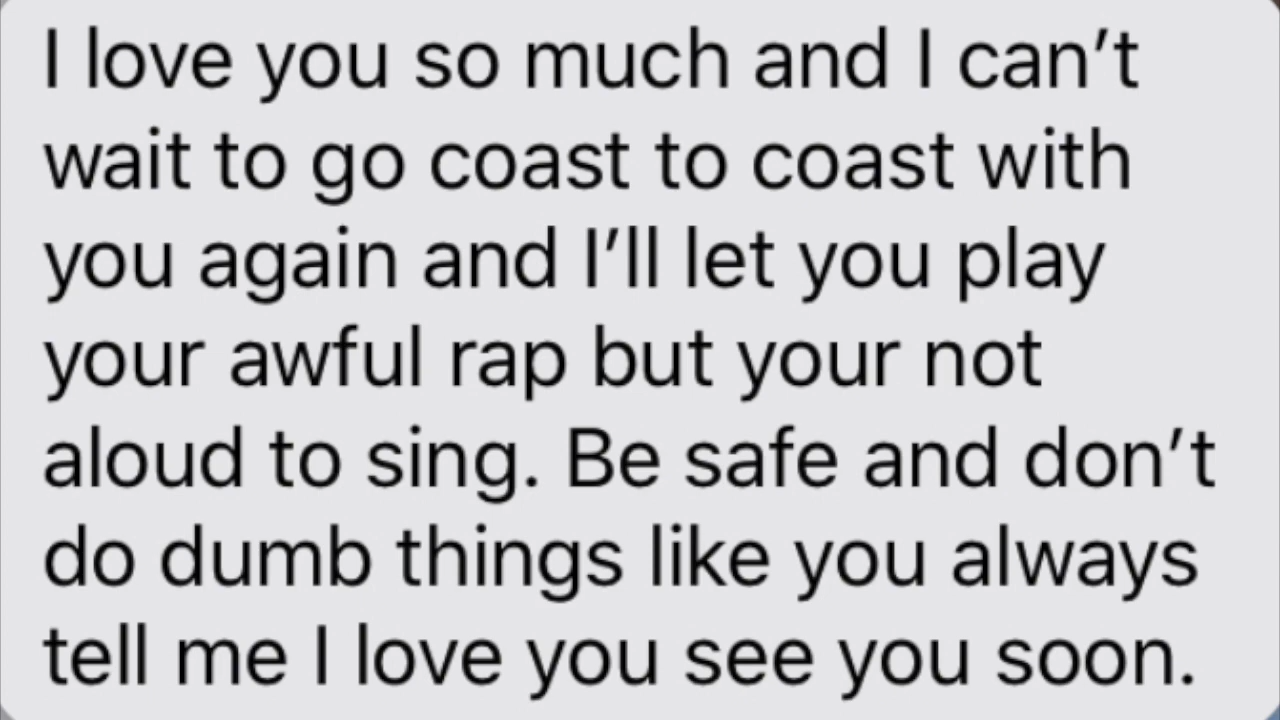 I love you so much and I can’t
wait to go coast to coast with
you again and I’ll let you play
your awful rap but your not
aloud to sing. Be safe and don’t
do dumb things like you always
tell me I love you see you soon.